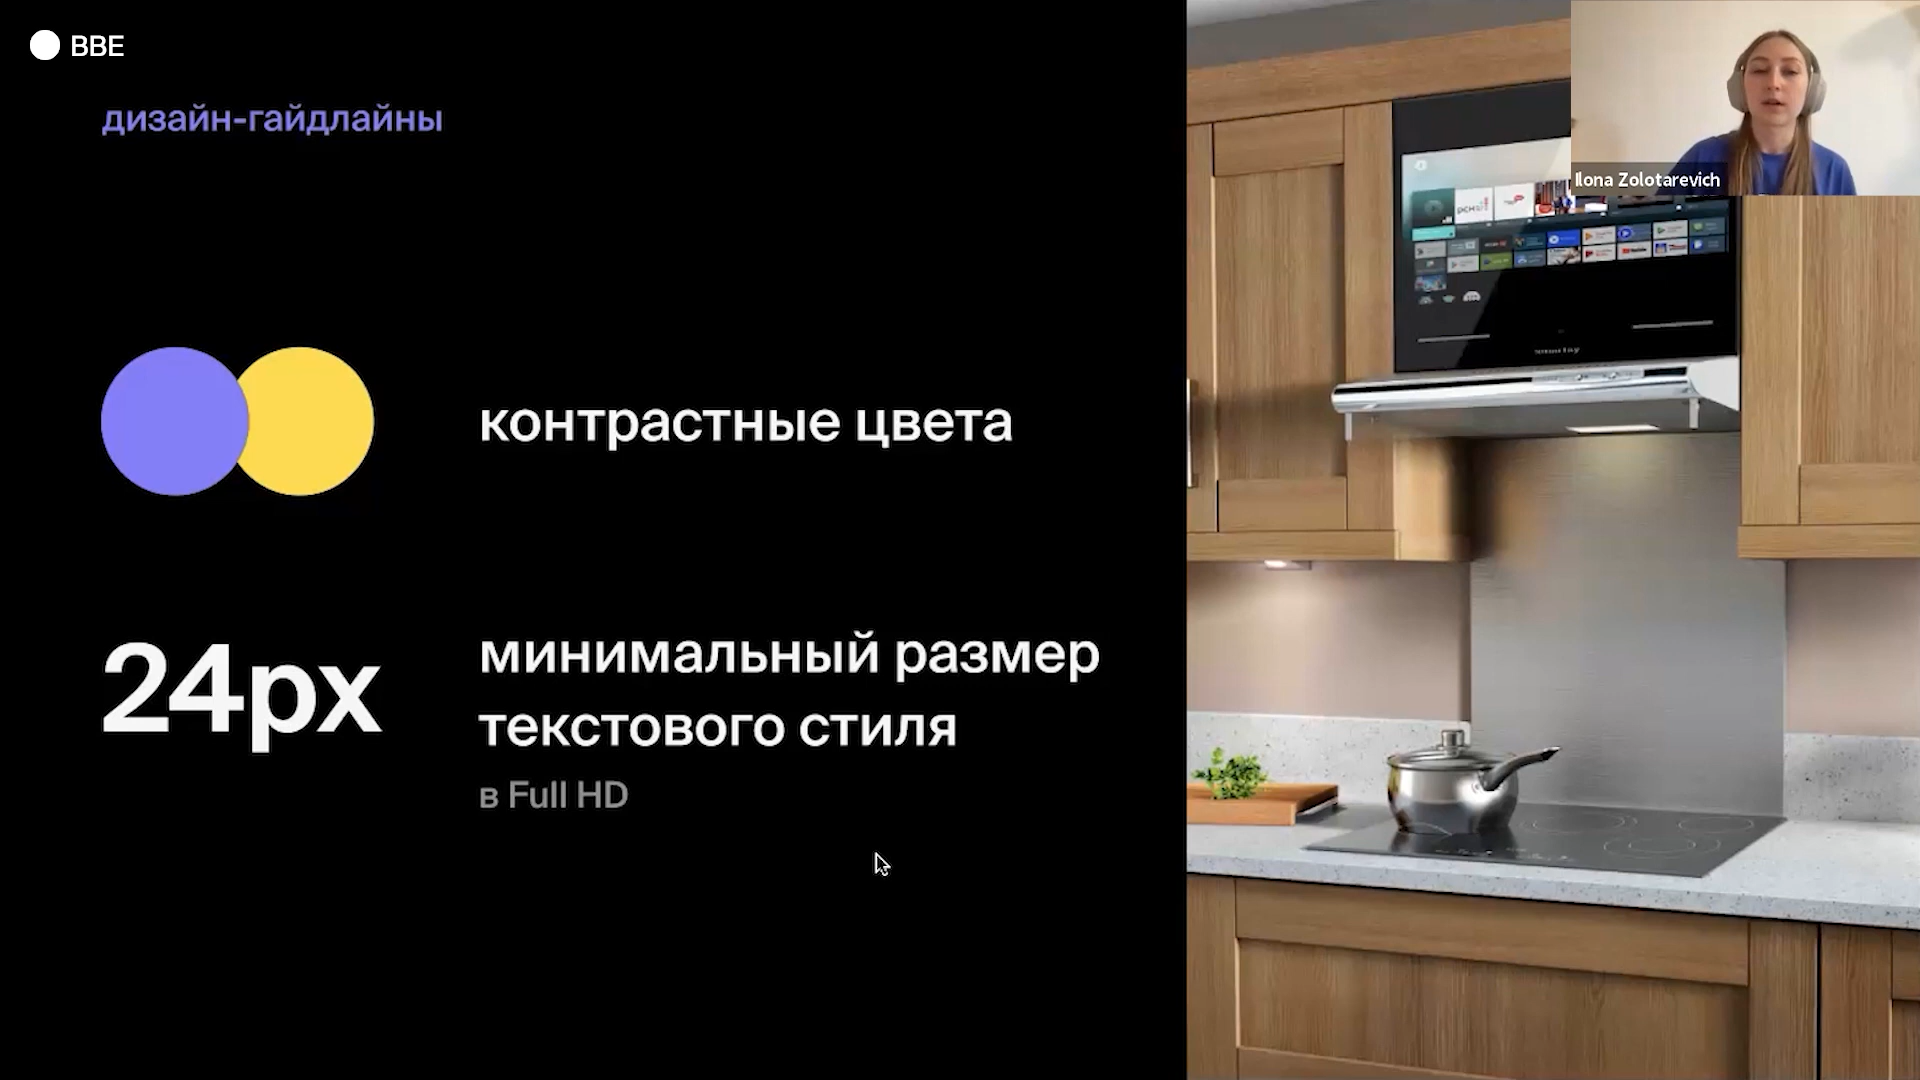 BBE
дизайн-гайдлайны
Ilona Zolotarevich
контрастные цвета
24px
минимальный размер
текстового стиля
в Full HD